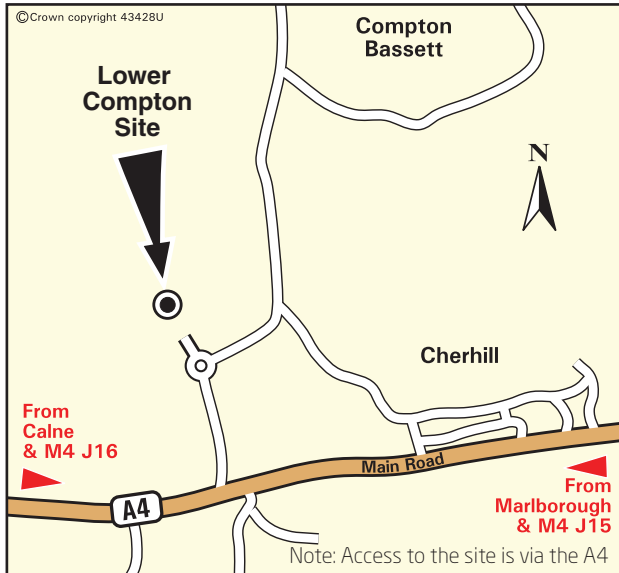 ©Crown copyright 43428U
Compton
Bassett
Lower
Compton
Site
N
Cherhill
From
Calne
& M4 J16
Main Road
A4
From
Marlborough
& M4 J15
Note: Access to the site is via the A4